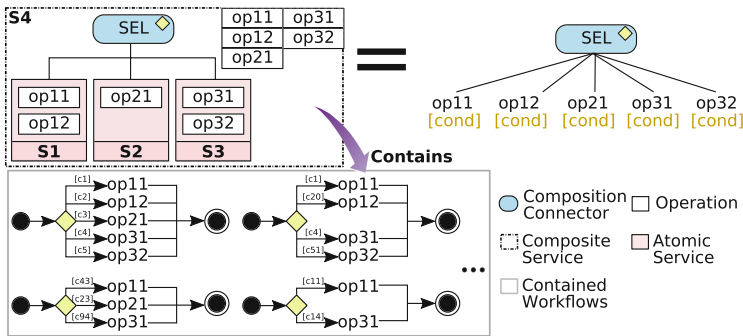 S4
SEL
op11 op31
op12 op32
op21
op11 op21 op31
op12 op32
S1 S2 S3
=
SEL
op11 op12 op21 op31 op32
[cond] [cond] [cond] [cond] [cond]
Contains
[c1] op11
[c2] op12
[c3] op21
[c4] op31
[c5] op32
[c1] op11
[c20] op12
[c4] op31
[c51] op32
[c43] op11
[c23] op21
[c94] op31
[c11] op11
[c14] op31
...
Composition
Connector
Operation
Composite
Service
Atomic
Service
Contained
Workflows